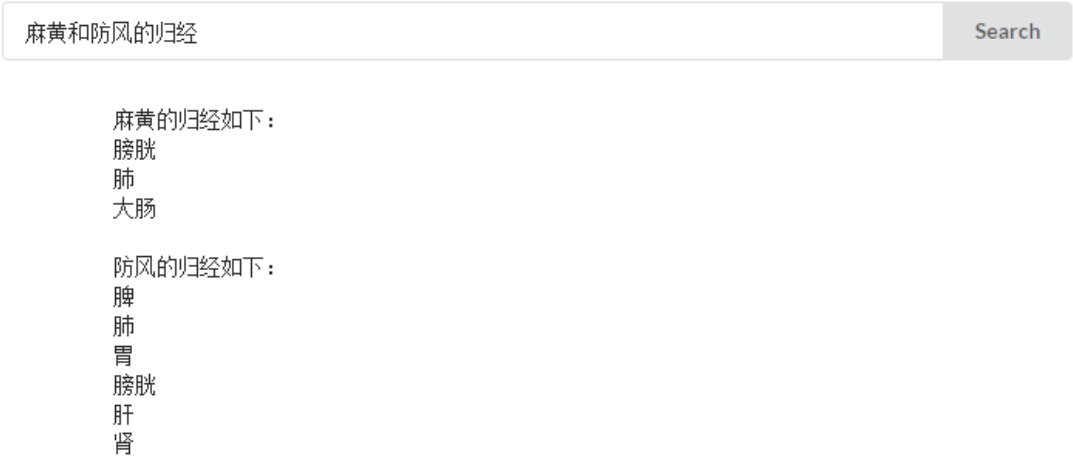 麻黄和防风的归经
Search
麻黄的归经如下：
膀胱
肺
大肠
防风的归经如下：
脾
肺
胃
膀胱
肝
肾